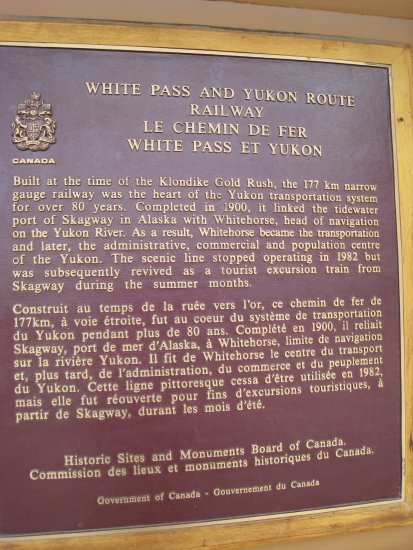 WHITE PASS AND YUKON ROUTE
RAILWAY
LE CHEMIN DE FER
WHITE PASS ET YUKON
CANADA
Built at the time of the Klondike Gold Rush, the 177 km narrow
gauge railway was the heart of the Yukon transportation system
for over 80 years. Completed in 1900, it linked the tidewater
port of Skagway in Alaska with Whitehorse, head of navigation
on the Yukon River. As a result, Whitehorse became the transportation
and later, the administrative, commercial and population centre
of the Yukon. The scenic line stopped operating in 1982 but
was subsequently revived as a tourist excursion train from
Skagway during the summer months.
Construit au temps de la ruée vers l'or, ce chemin de fer de
177km, à voie étroite, fut au coeur du système de transportation
du Yukon pendant plus de 80 ans. Complété en 1900, il reliait
Skagway, port de mer d'Alaska, à Whitehorse, limite de navigation
sur la rivière Yukon. Il fit de Whitehorse le centre du transport
et, plus tard, de l'administration, du commerce et du peuplement
du Yukon. Cette ligne pittoresque cessa d'être utilisée en 1982,
mais elle fut réouverte pour fins d'excursions touristiques, à
partir de Skagway, durant les mois d'été.
Historic Sites and Monuments Board of Canada.
Commission des lieux et monuments historiques du Canada.
Government of Canada - Gouvernement du Canada